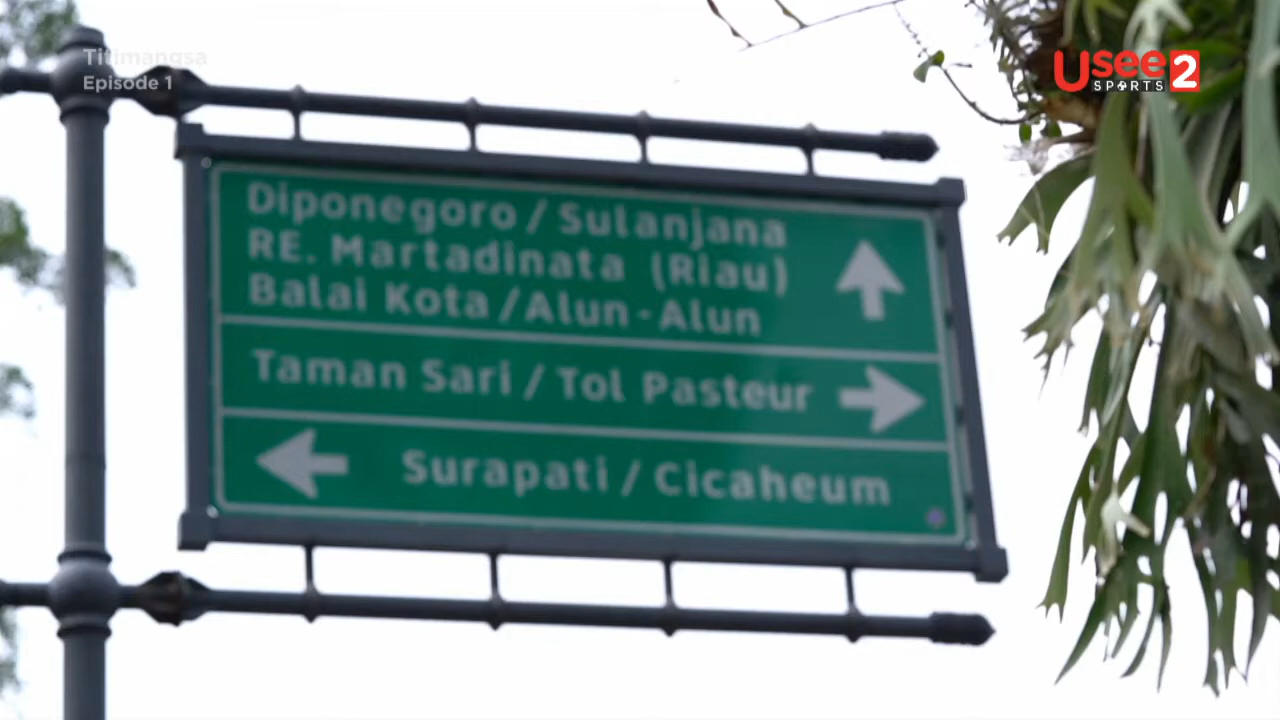 Titimangsa
Episode 1
Usee 2
SPORTS
Diponegoro / Sulanjana
RE. Martadinata (Riau)
Balai Kota / Alun-Alun
Taman Sari / Tol Pasteur
Surapati / Cicaheum